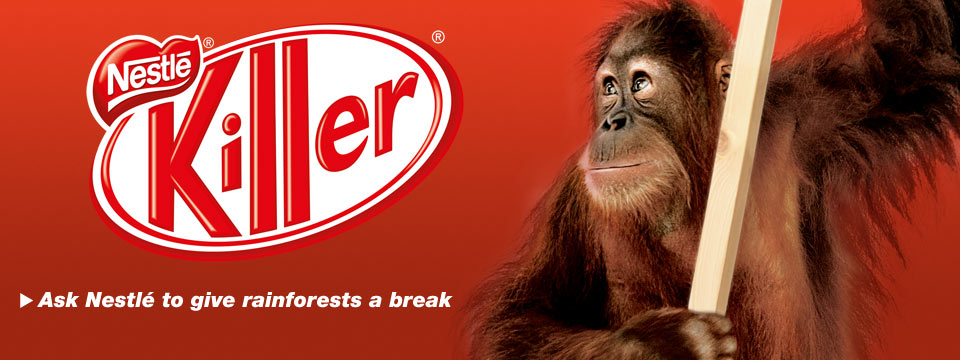 Nestlé®
Killer®
Ask Nestlé to give rainforests a break